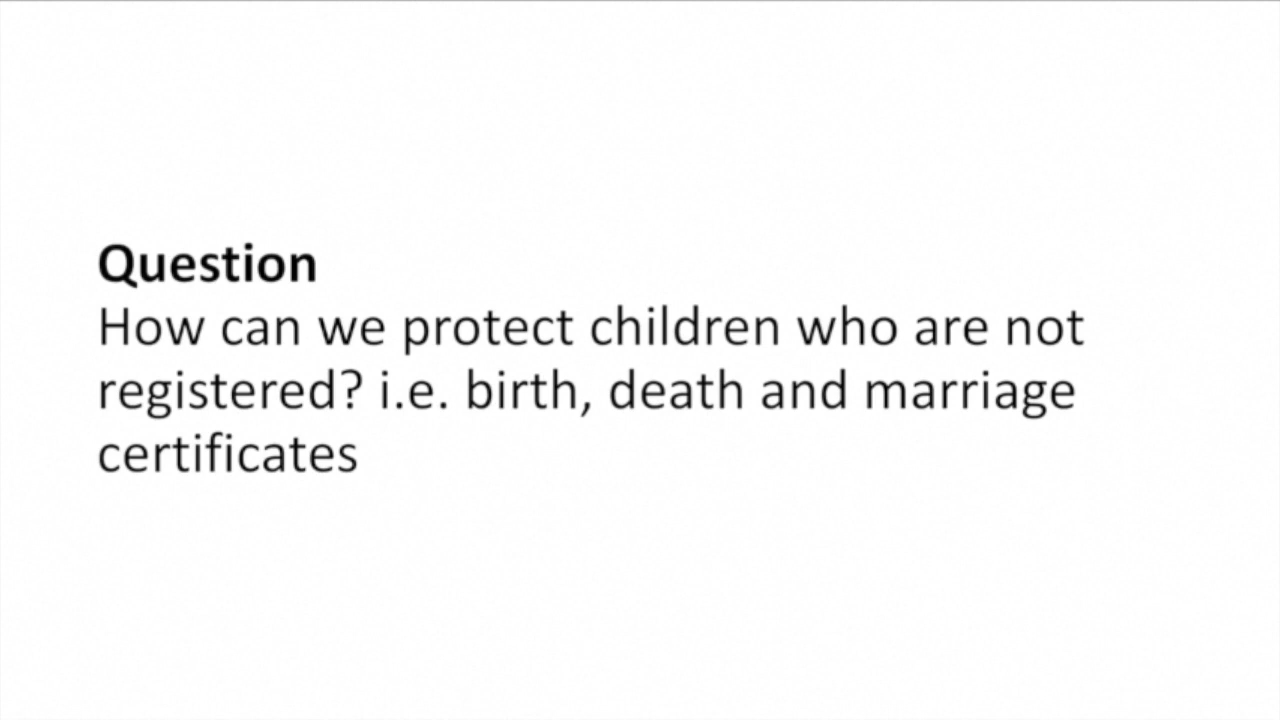 Question
How can we protect children who are not
registered? i.e. birth, death and marriage
certificates